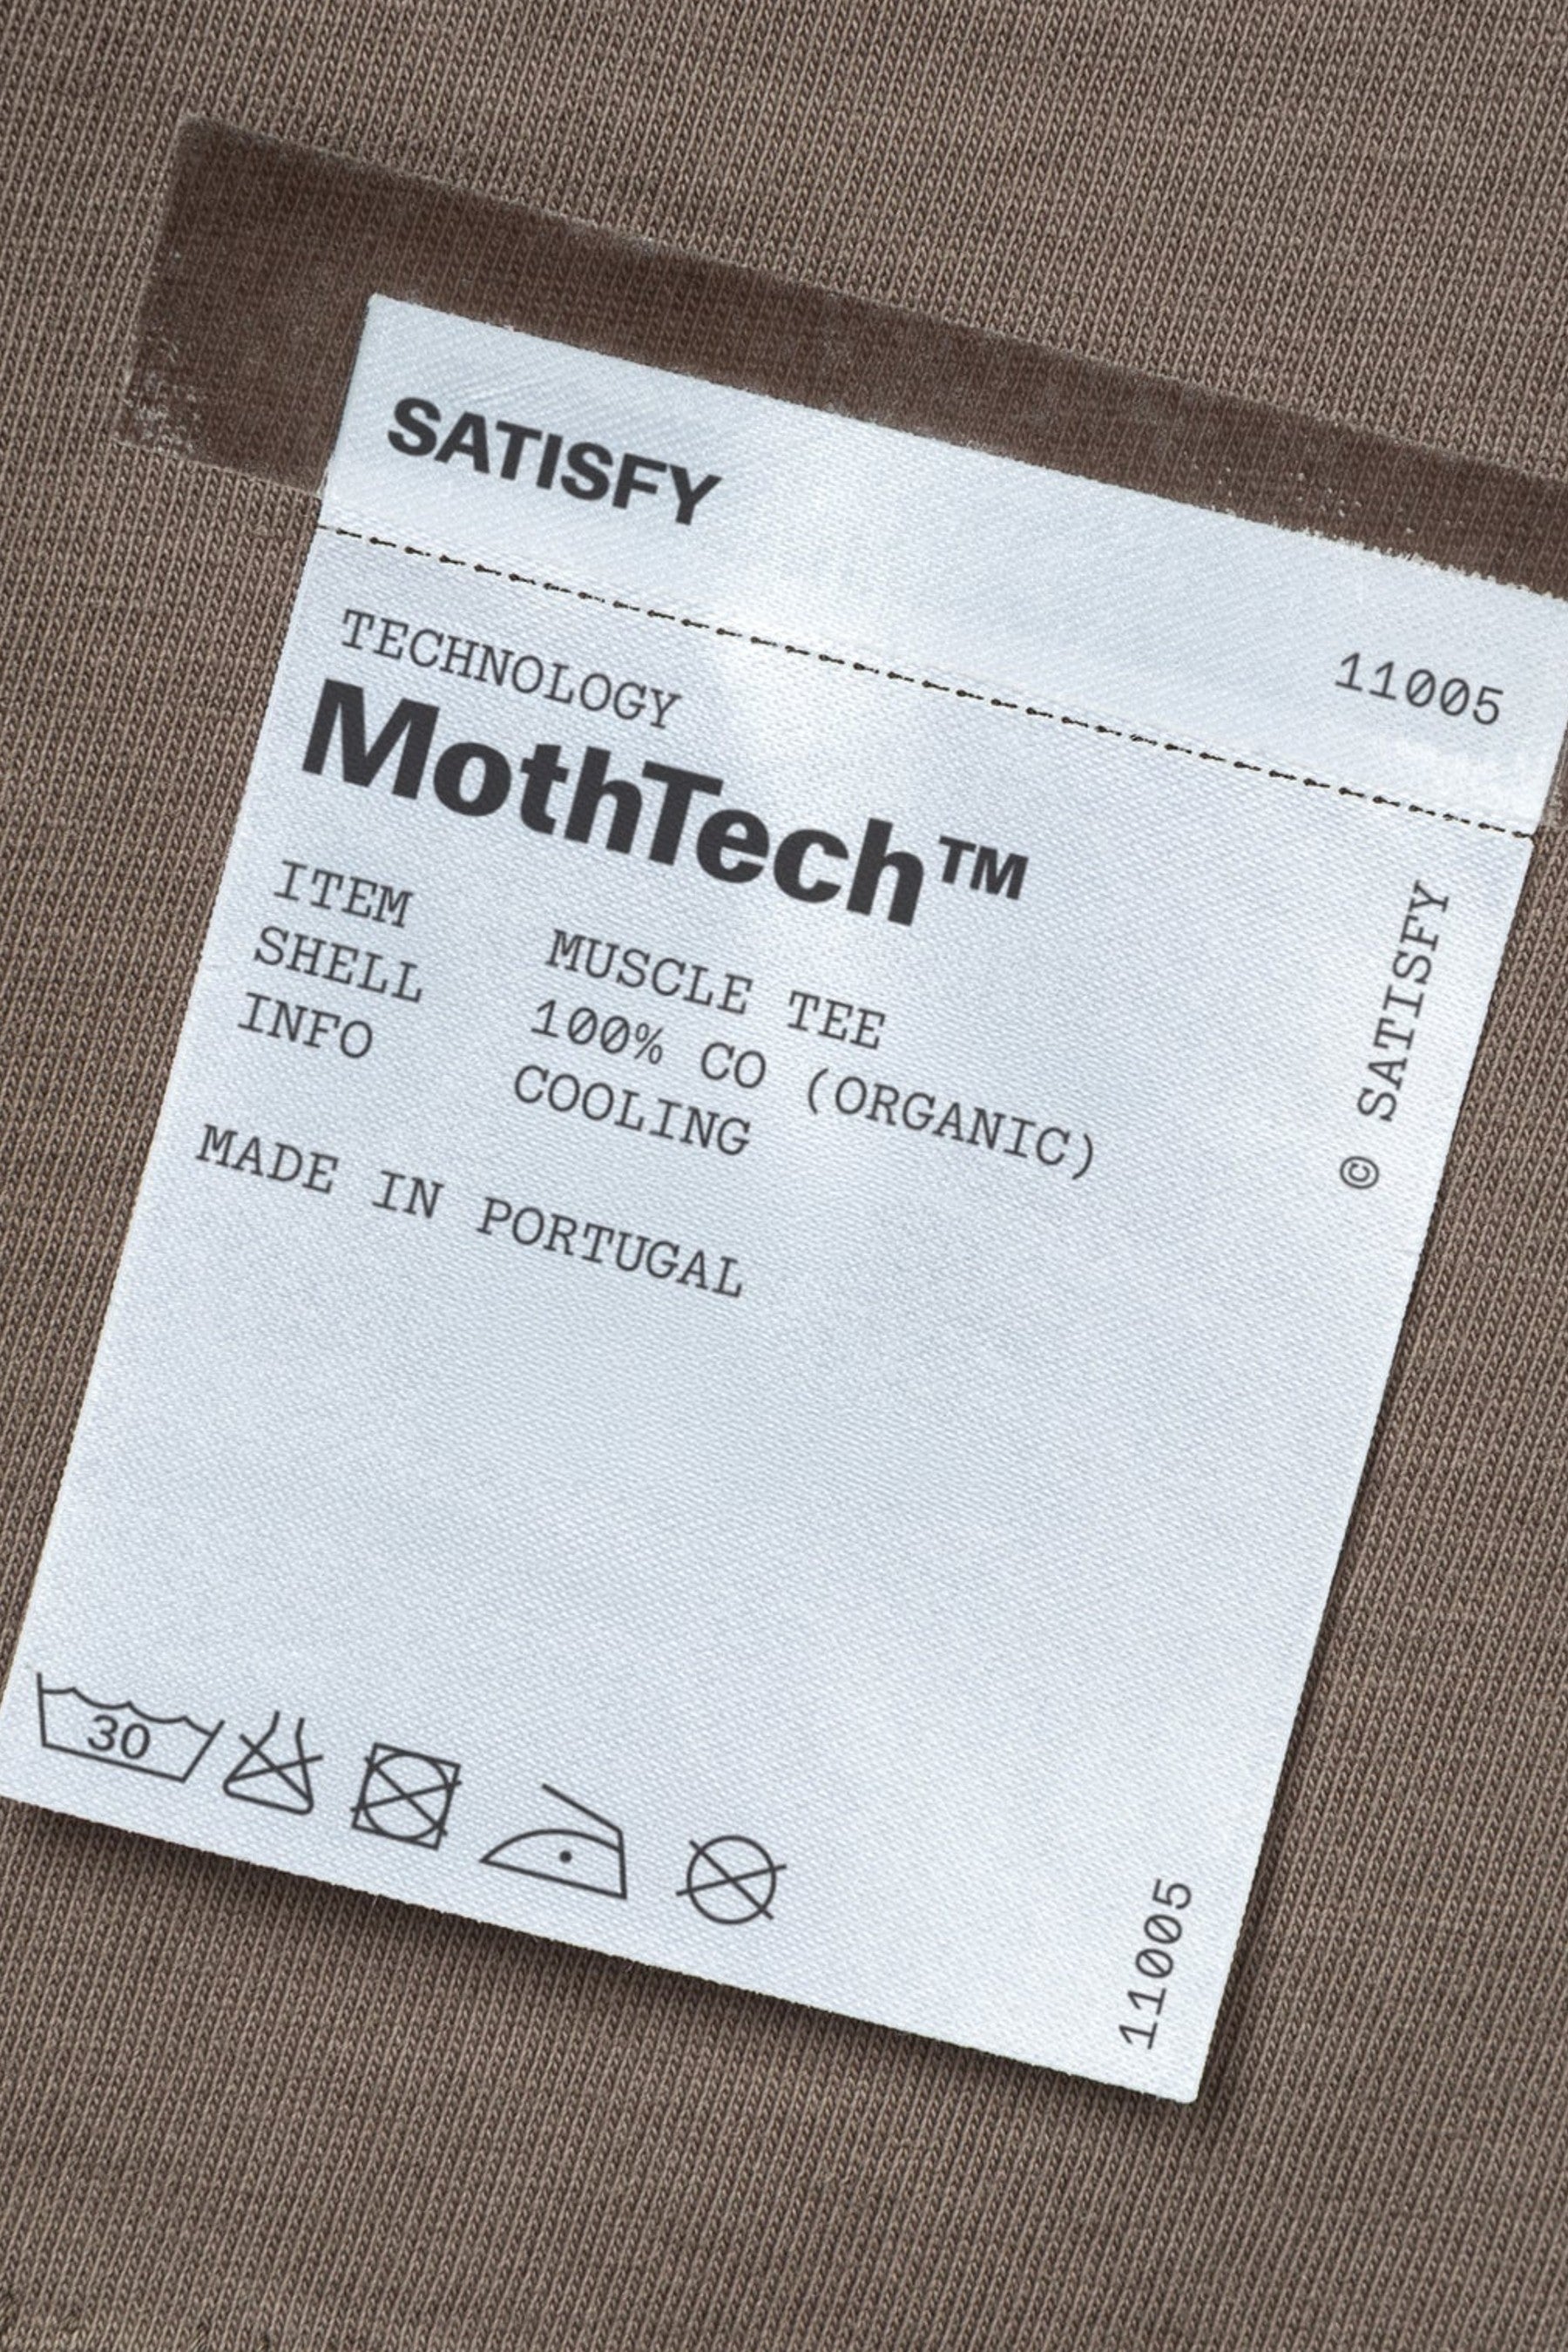 SATISFY
11005
TECHNOLOGY
MothTech™
ITEM MUSCLE TEE
SHELL 100% CO (ORGANIC)
INFO COOLING
MADE IN PORTUGAL
© SATISFY
30
11005